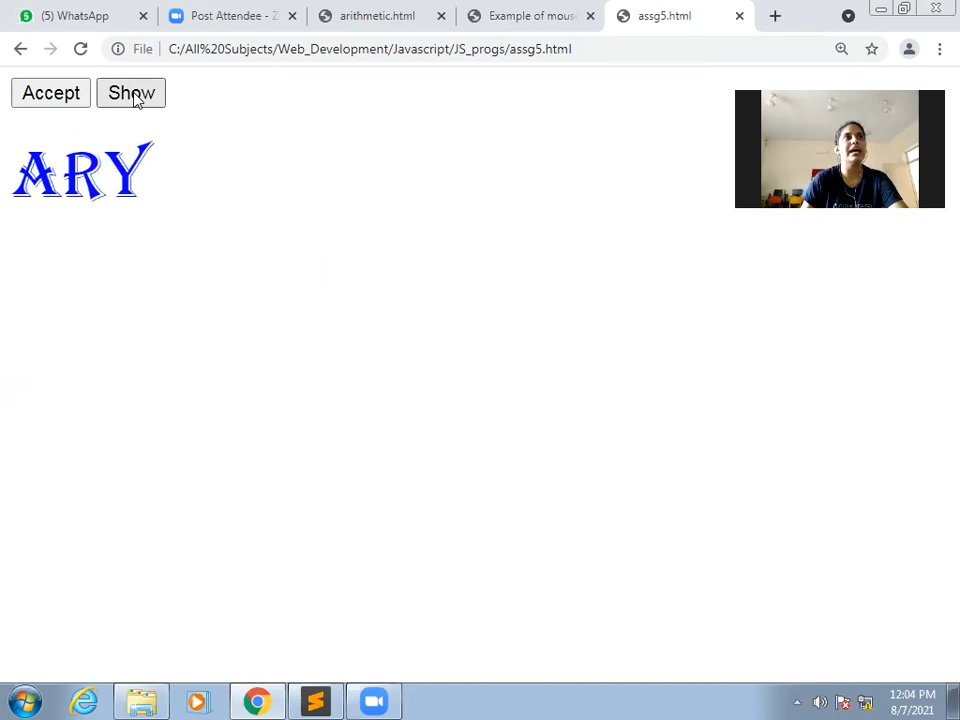 (5) WhatsApp
Post Attendee - Z
arithmetic.html
Example of mouse
assg5.html
File
C:/All%20Subjects/Web_Development/Javascript/JS_progs/assg5.html
Accept
Show
ARY
12:04 PM
8/7/2021